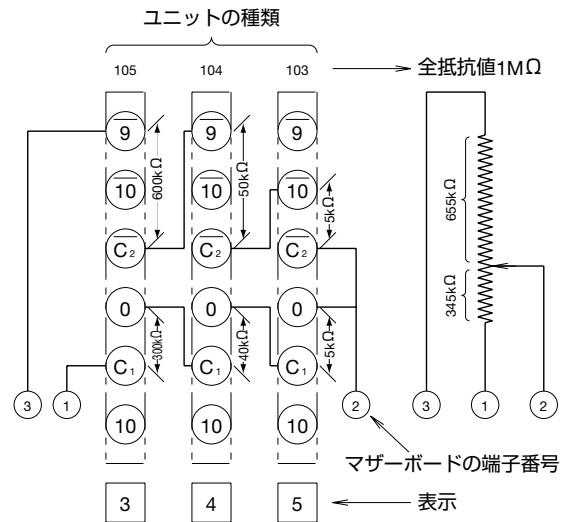 ユニットの種類
105 104 103 全抵抗値1MΩ
9 9 9
600kΩ 50kΩ
10 10 10
5kΩ
655kΩ
C2 C2 C2
345kΩ
0 0 0
300kΩ 40kΩ 5kΩ
C1 C1 C1
3 1 2 3 1 2
10 10 10
マザーボードの端子番号
3 4 5 表示